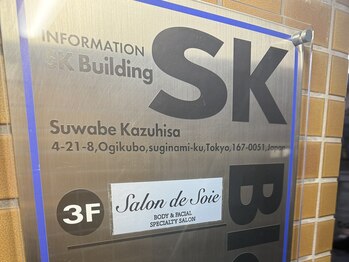 INFORMATION
SK Building
SK
Suwabe Kazuhisa
4-21-8,Ogikubo,suginami-ku,Tokyo,167-0051,Japan
3F
Salon de Soie
BODY & FACIAL
SPECIALTY SALON